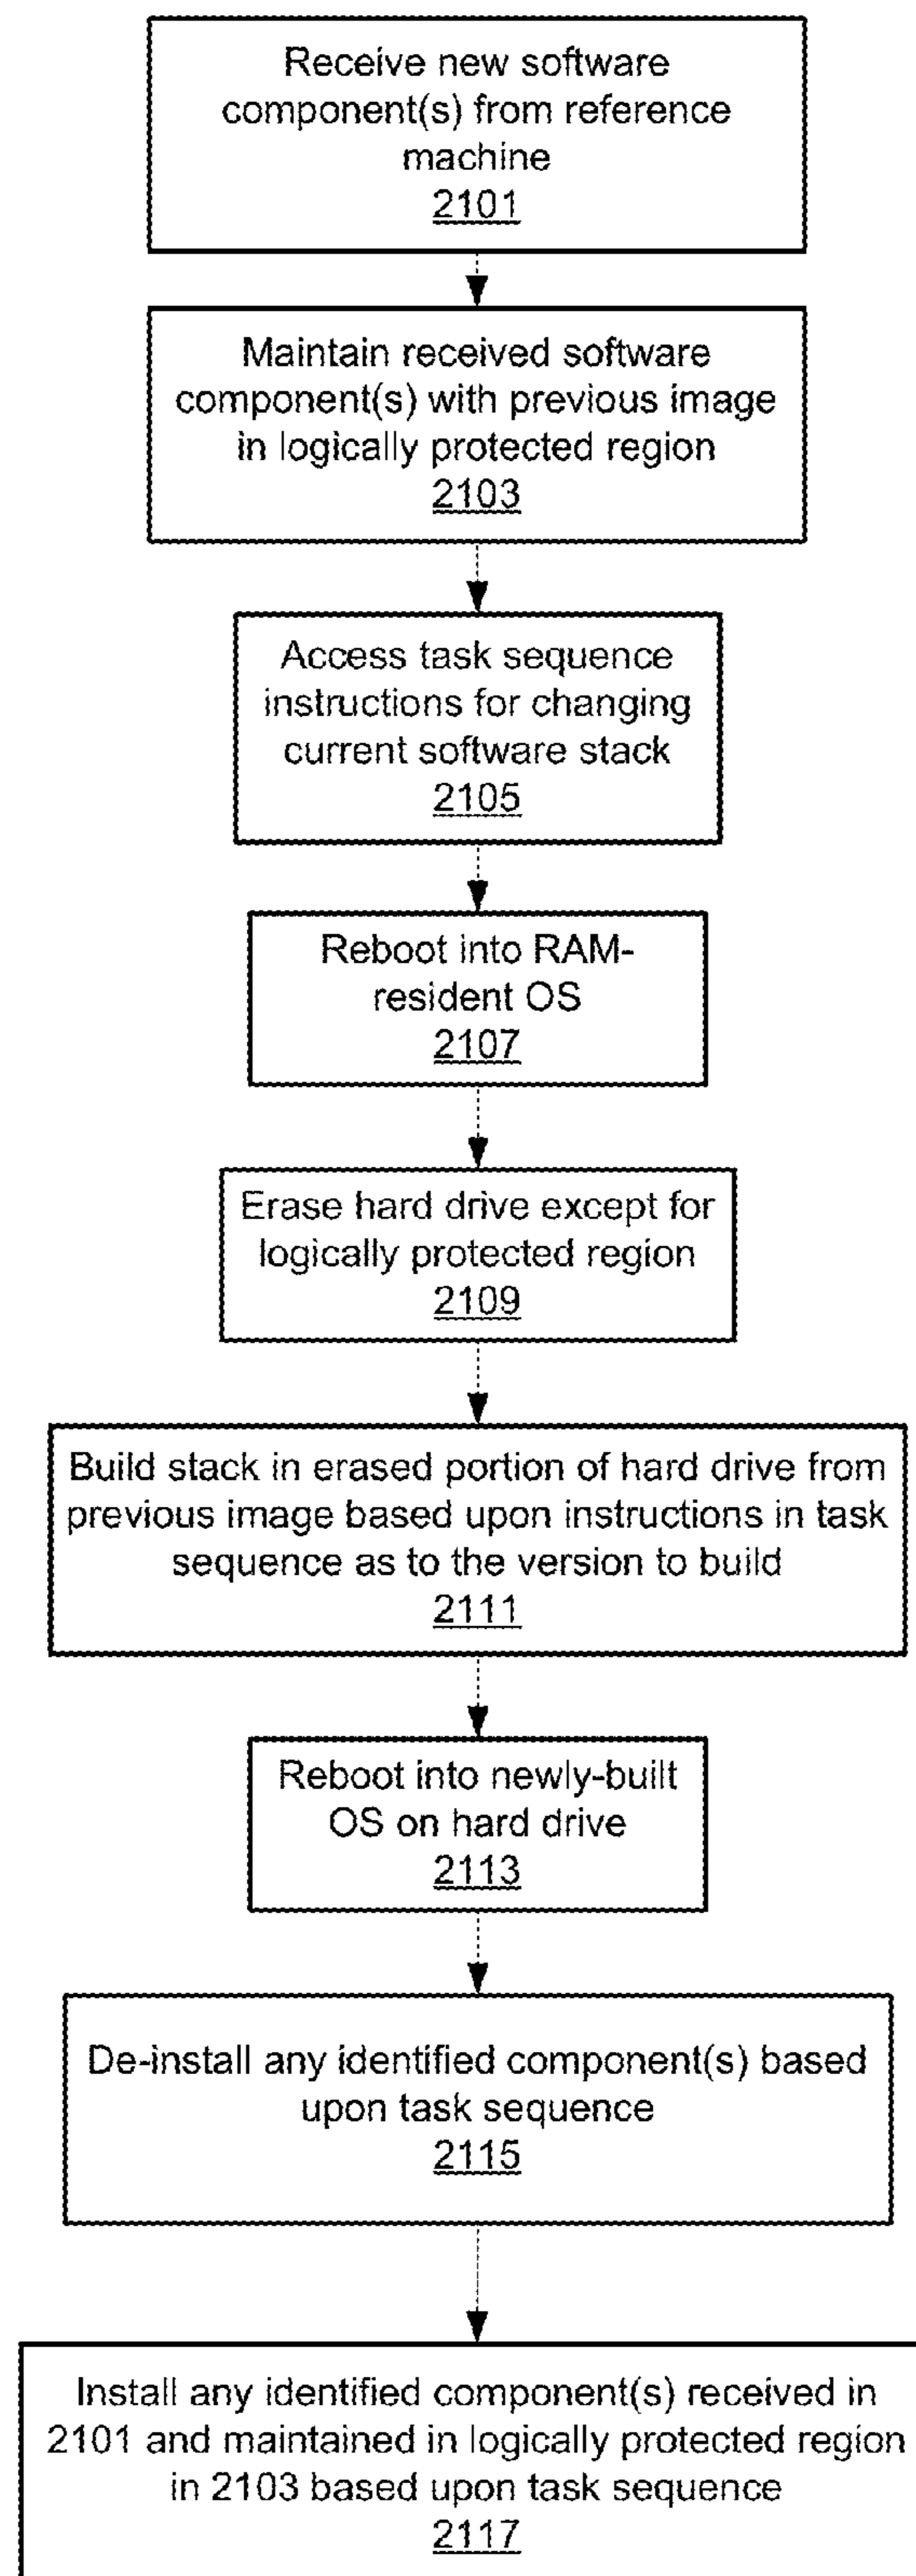 Receive new software
component(s) from reference
machine
2101
Maintain received software
component(s) with previous image
in logically protected region
2103
Access task sequence
instructions for changing
current software stack
2105
Reboot into RAM-
resident OS
2107
Erase hard drive except for
logically protected region
2109
Build stack in erased portion of hard drive from
previous image based upon instructions in task
sequence as to the version to build
2111
Reboot into newly-built
OS on hard drive
2113
De-install any identified component(s) based
upon task sequence
2115
Install any identified component(s) received in
2101 and maintained in logically protected region
in 2103 based upon task sequence
2117